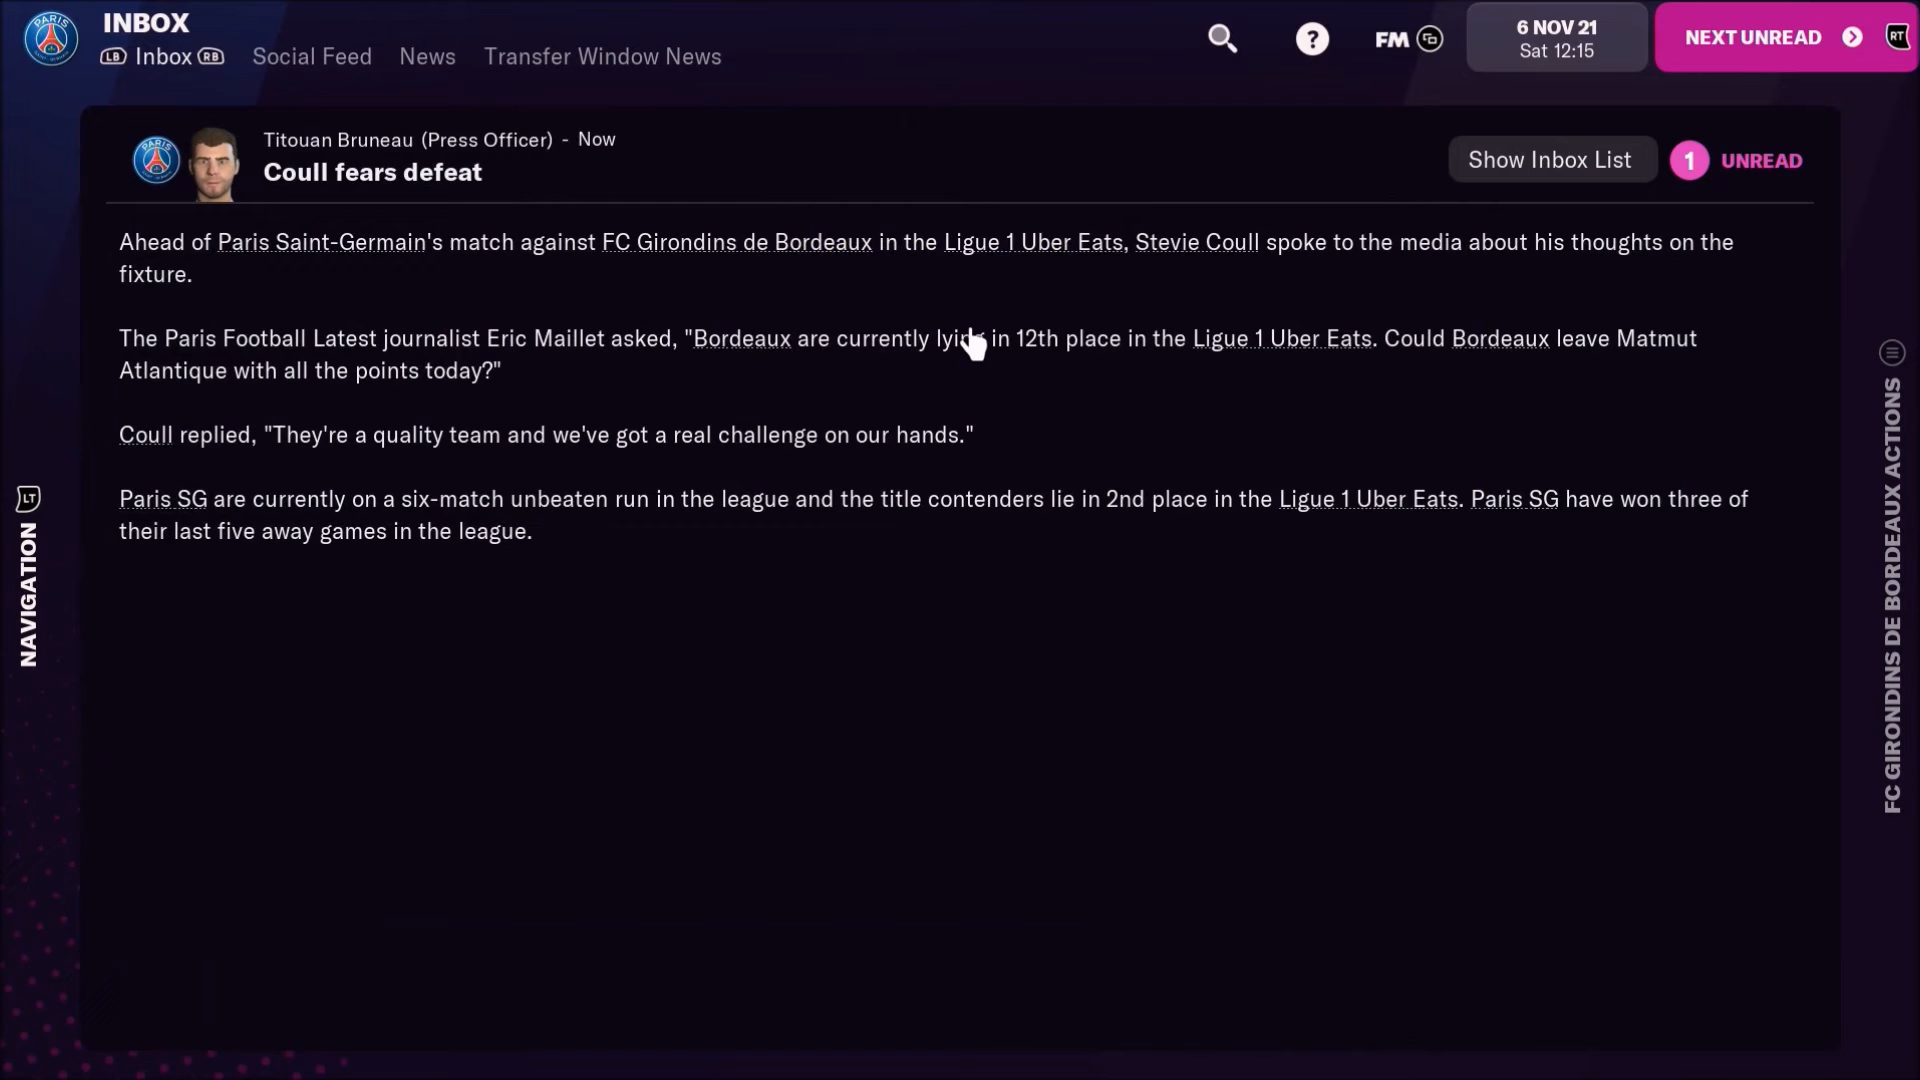 PARIS
INBOX
LB Inbox RB Social Feed News Transfer Window News
FM
6 NOV 21
Sat 12:15
NEXT UNREAD
RT
PARIS
Titouan Bruneau (Press Officer) - Now
Coull fears defeat
Show Inbox List
1 UNREAD
Ahead of Paris Saint-Germain's match against FC Girondins de Bordeaux in the Ligue 1 Uber Eats, Stevie Coull spoke to the media about his thoughts on the
fixture.
The Paris Football Latest journalist Eric Maillet asked, "Bordeaux are currently lying in 12th place in the Ligue 1 Uber Eats. Could Bordeaux leave Matmut
Atlantique with all the points today?"
Coull replied, "They're a quality team and we've got a real challenge on our hands."
Paris SG are currently on a six-match unbeaten run in the league and the title contenders lie in 2nd place in the Ligue 1 Uber Eats. Paris SG have won three of
their last five away games in the league.
LT
NAVIGATION
FC GIRONDINS DE BORDEAUX ACTIONS